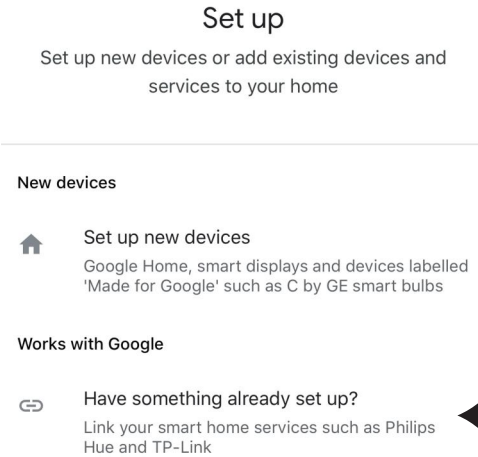 Set up
Set up new devices or add existing devices and
services to your home
New devices
Set up new devices
Google Home, smart displays and devices labelled
'Made for Google' such as C by GE smart bulbs
Works with Google
Have something already set up?
Link your smart home services such as Philips
Hue and TP-Link